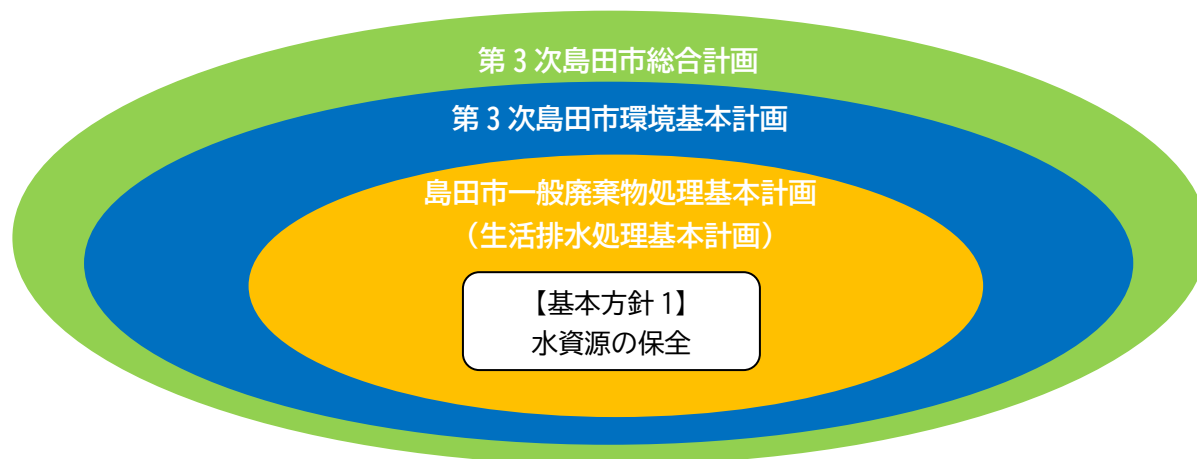 第3次島田市総合計画
第3次島田市環境基本計画
島田市一般廃棄物処理基本計画
（生活排水処理基本計画）
【基本方針1】
水資源の保全